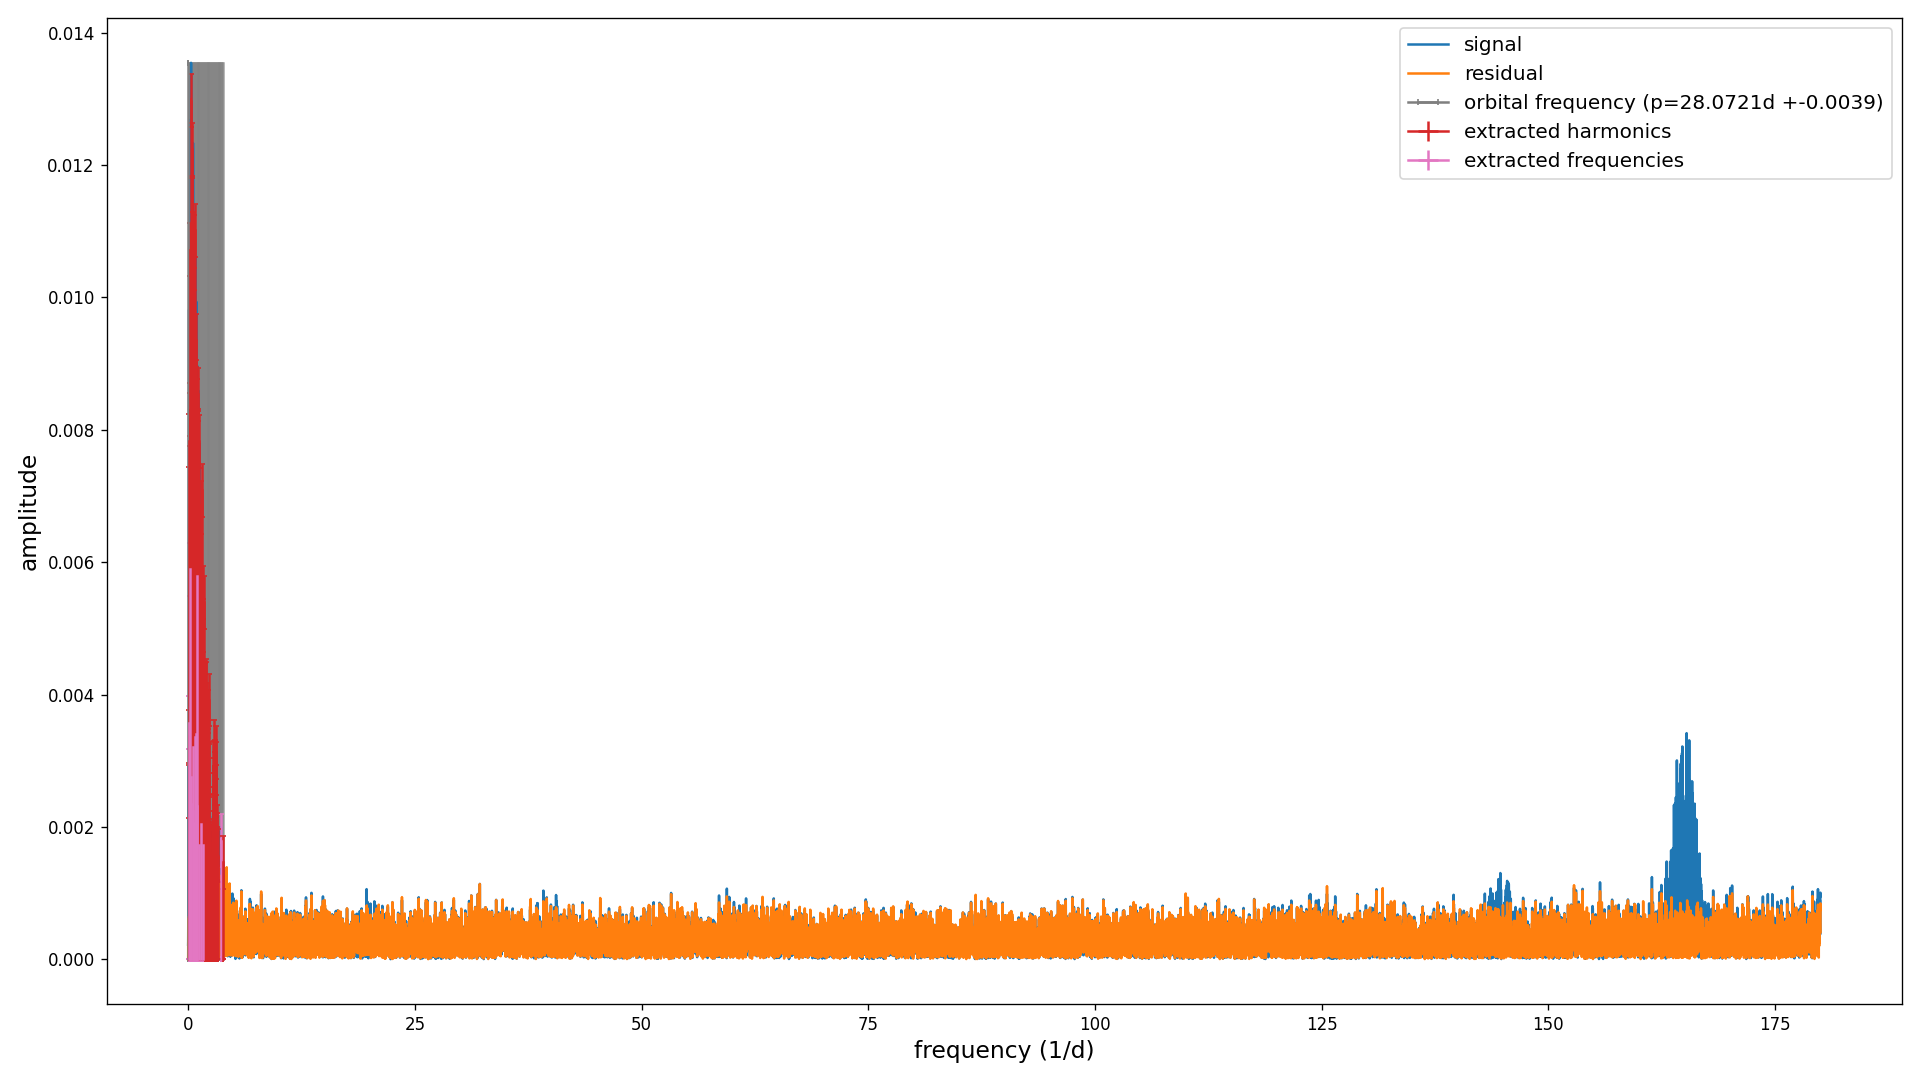 0.014
0.012
0.010
0.008
0.006
0.004
0.002
0.000
amplitude
0
25
50
75
100
125
150
175
frequency (1/d)
signal
residual
orbital frequency (p=28.0721d +-0.0039)
extracted harmonics
extracted frequencies